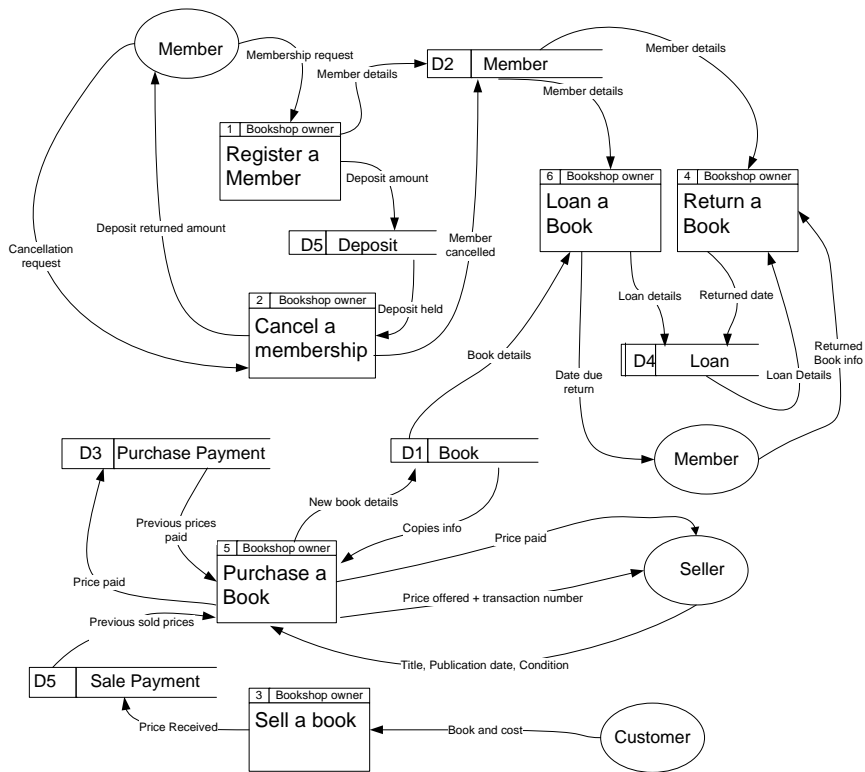 Member
Membership request
Member details
D2 Member
Member details
Member details
1 Bookshop owner
Register a
Member
Deposit amount
6 Bookshop owner
Loan a
Book
4 Bookshop owner
Return a
Book
Deposit returned amount
Cancellation
request
D5 Deposit
Member
cancelled
2 Bookshop owner
Cancel a
membership
Deposit held
Loan details
Returned date
Book details
Date due
return
D4 Loan
Loan Details
Returned
Book info
D3 Purchase Payment
D1 Book
Member
New book details
Previous prices
paid
Copies info
5 Bookshop owner
Purchase a
Book
Price paid
Seller
Price paid
Price offered + transaction number
Previous sold prices
Title, Publication date, Condition
D5 Sale Payment
3 Bookshop owner
Sell a book
Price Received
Book and cost
Customer